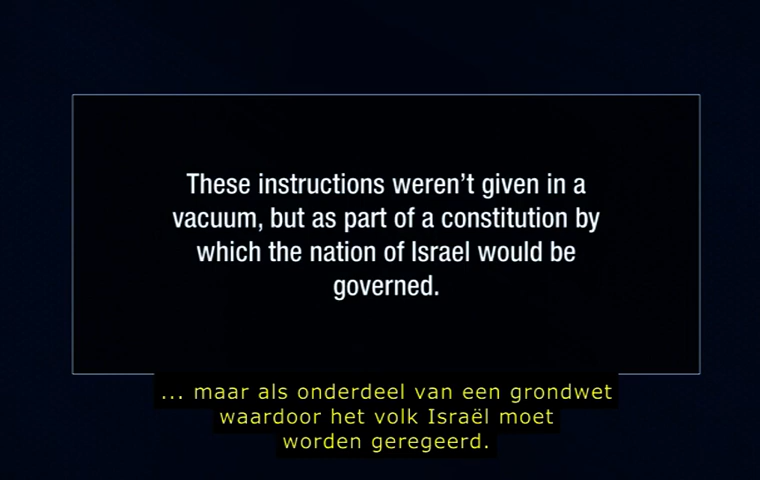 These instructions weren't given in a
vacuum, but as part of a constitution by
which the nation of Israel would be
governed.
... maar als onderdeel van een grondwet
waardoor het volk Israël moet
worden geregeerd.